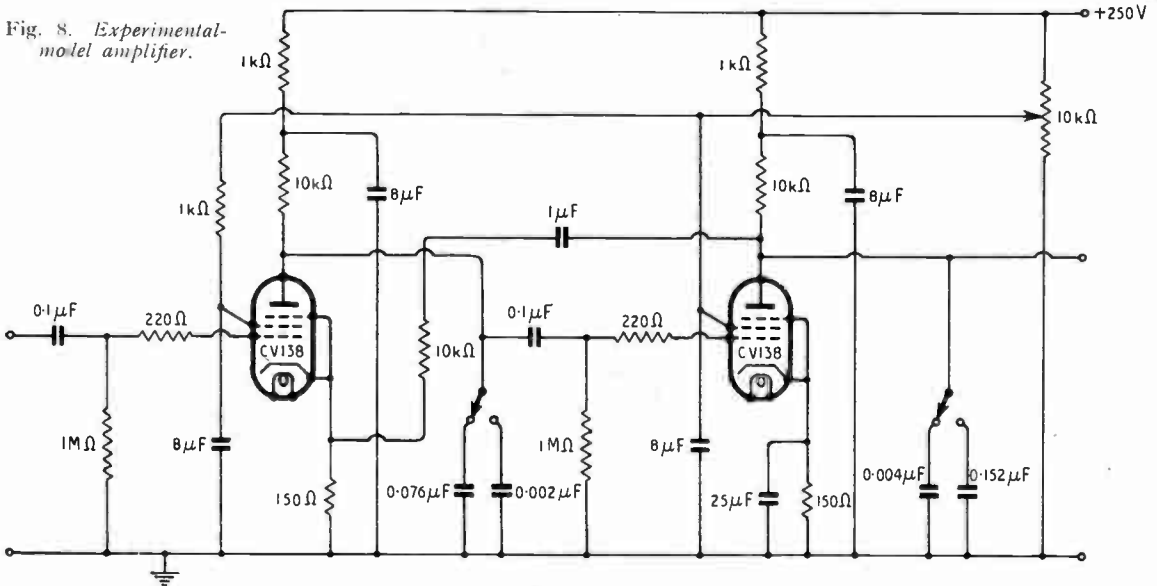 Fig. 8. Experimental-
model amplifier.
+250V
1kΩ
1kΩ
10kΩ
1kΩ
10kΩ
8μF
1μF
10kΩ
8μF
0·1μF
220Ω
CV138
10kΩ
0·1μF
220Ω
CV138
1MΩ
8μF
150Ω
0·076μF
0·002μF
1MΩ
8μF
25μF
150Ω
0·004μF
0·152μF